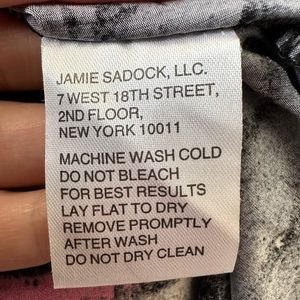 JAMIE SADOCK, LLC.
7 WEST 18TH STREET,
2ND FLOOR,
NEW YORK 10011
MACHINE WASH COLD
DO NOT BLEACH
FOR BEST RESULTS
LAY FLAT TO DRY
REMOVE PROMPTLY
AFTER WASH
DO NOT DRY CLEAN